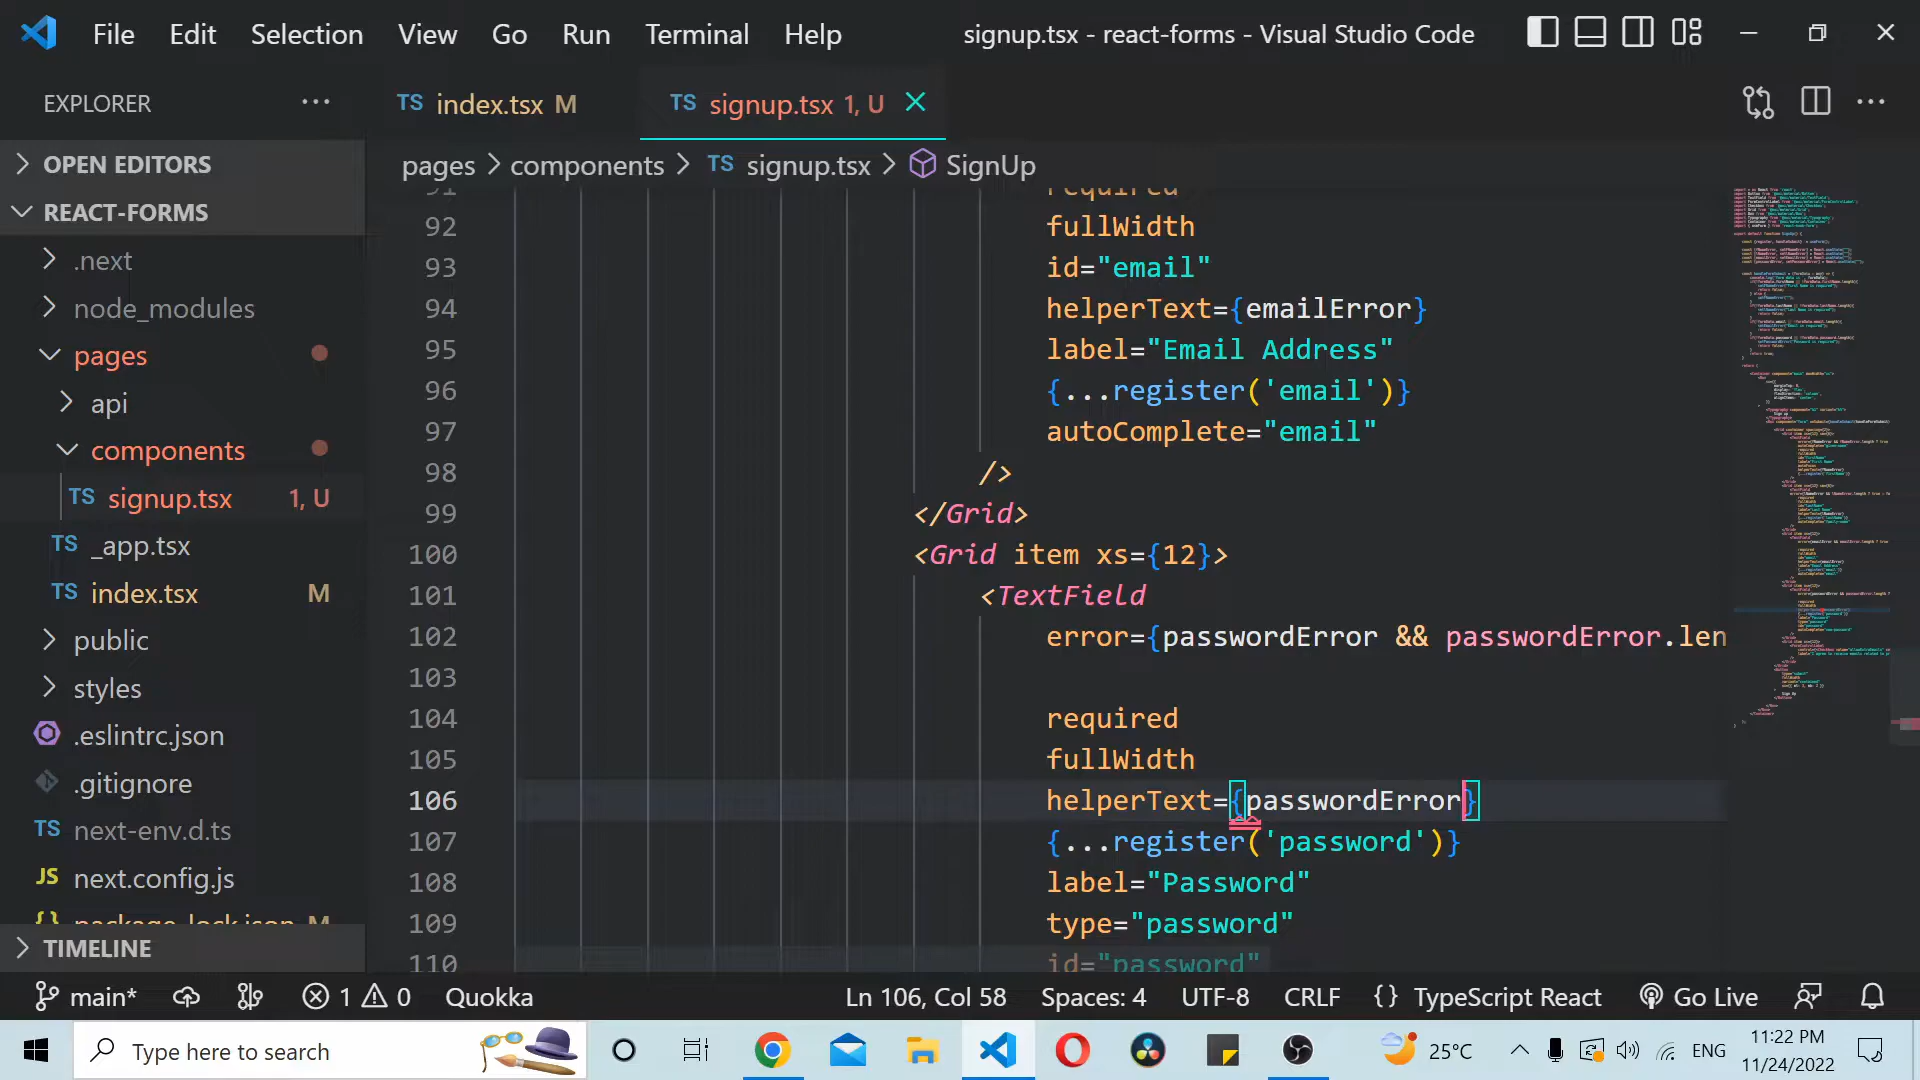 File Edit Selection View Go Run Terminal Help signup.tsx - react-forms - Visual Studio Code
EXPLORER ···
TS index.tsx M TS signup.tsx 1, U
OPEN EDITORS
pages > components > TS signup.tsx > SignUp
REACT-FORMS
.next
node_modules
pages
api
components
TS signup.tsx 1, U
TS _app.tsx
TS index.tsx M
public
styles
.eslintrc.json
.gitignore
TS next-env.d.ts
JS next.config.js
{} package-lock.json M
TIMELINE
91 required
92 fullWidth
93 id="email"
94 helperText={emailError}
95 label="Email Address"
96 {...register('email')}
97 autoComplete="email"
98 />
99 </Grid>
100 <Grid item xs={12}>
101 <TextField
102 error={passwordError && passwordError.len
103
104 required
105 fullWidth
106 helperText={passwordError}
107 {...register('password')}
108 label="Password"
109 type="password"
110 id="password"
main* 1 0 Quokka Ln 106, Col 58 Spaces: 4 UTF-8 CRLF {} TypeScript React Go Live
Type here to search
25°C ENG
11:22 PM
11/24/2022